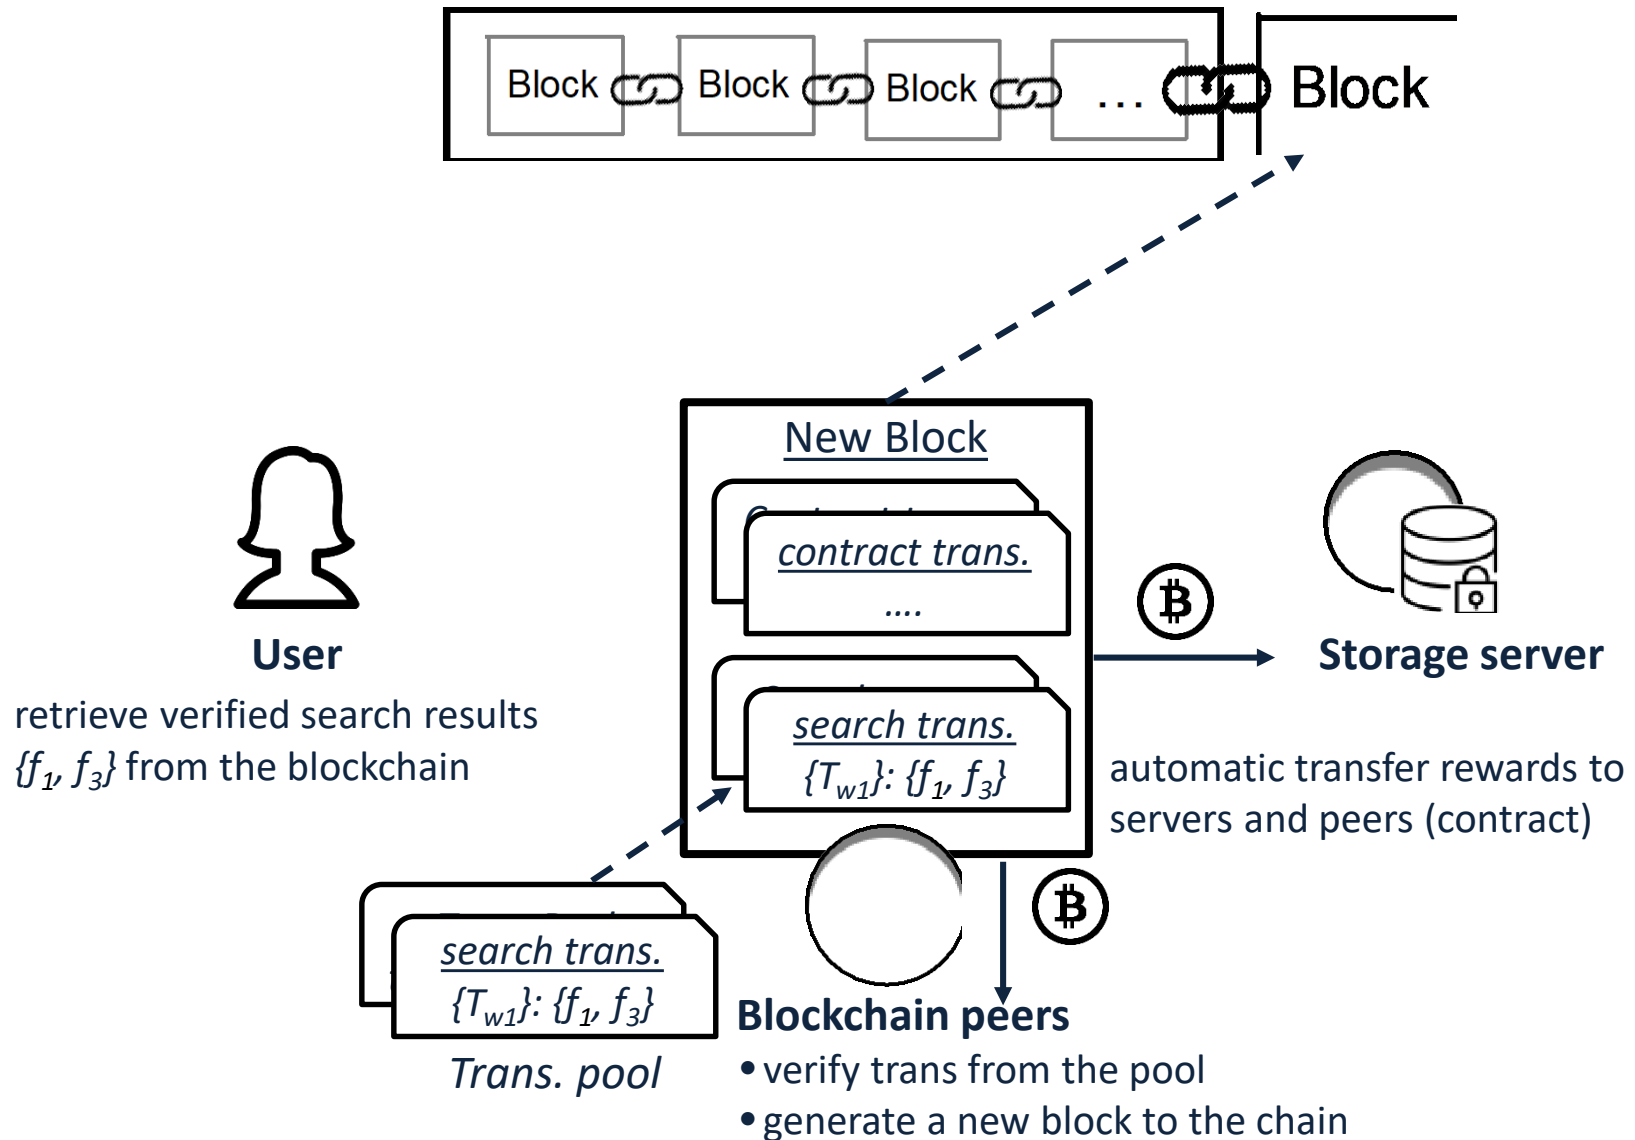 Block
Block
Block
...
Block
New Block
contract trans.
....
search trans.
{Tw1}: {f1, f3}
User
retrieve verified search results
{f1, f3} from the blockchain
Storage server
automatic transfer rewards to
servers and peers (contract)
search trans.
{Tw1}: {f1, f3}
Trans. pool
Blockchain peers
• verify trans from the pool
• generate a new block to the chain